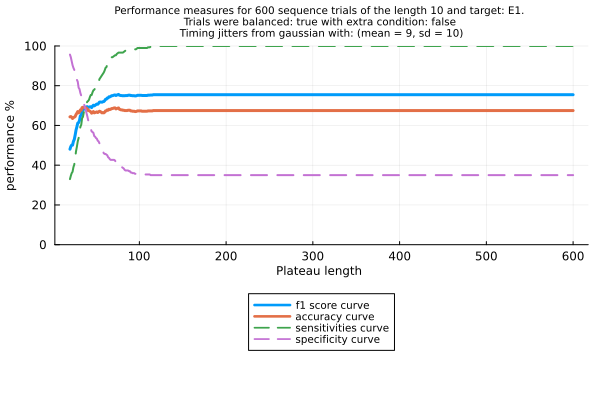 Performance measures for 600 sequence trials of the length 10 and target: E1.
Trials were balanced: true with extra condition: false
Timing jitters from gaussian with: (mean = 9, sd = 10)
performance %
100
80
60
40
20
0
100
200
300
400
500
600
Plateau length
f1 score curve
accuracy curve
sensitivities curve
specificity curve